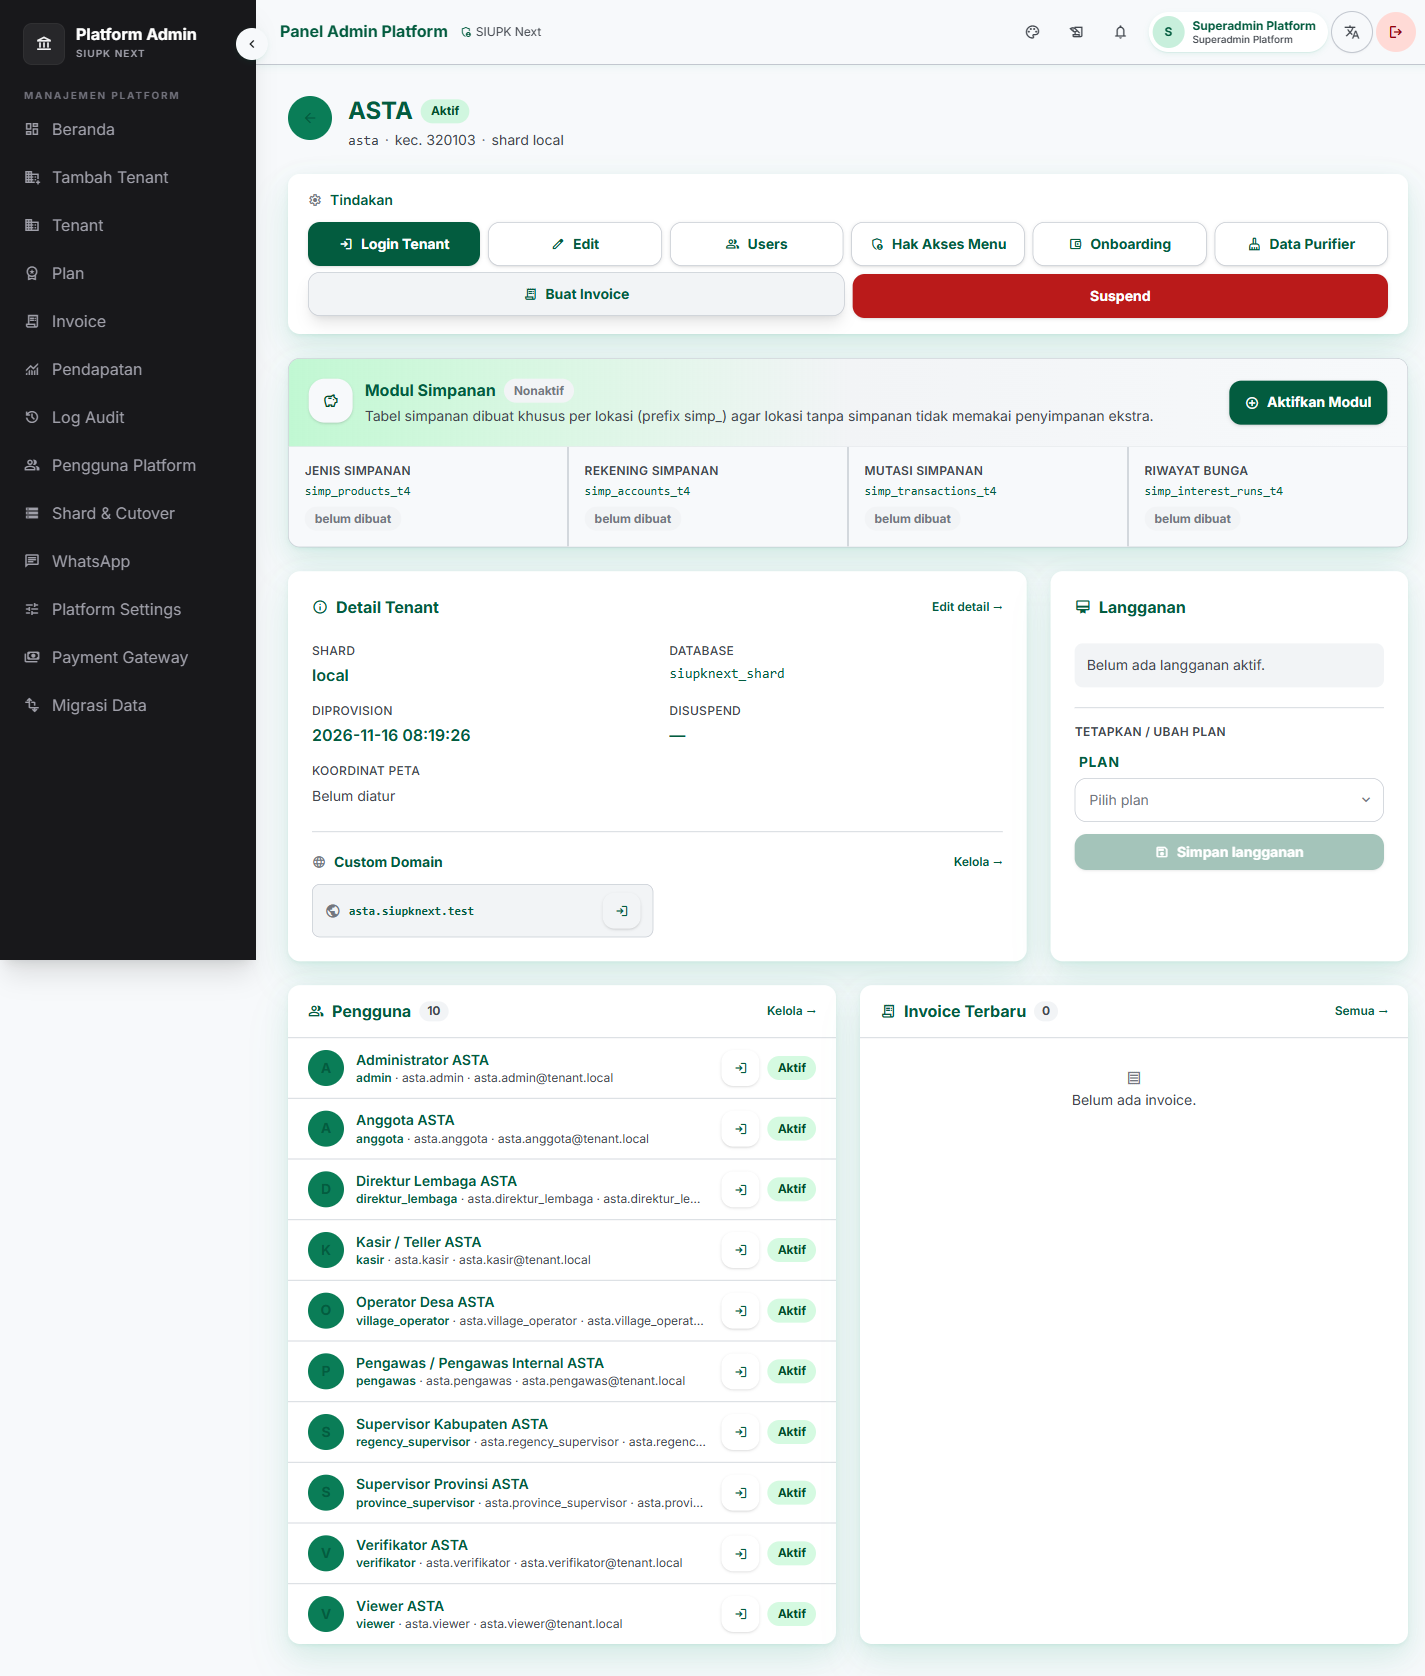 Platform Admin
SIUPK NEXT
MANAJEMEN PLATFORM
Beranda
Tambah Tenant
Tenant
Plan
Invoice
Pendapatan
Log Audit
Pengguna Platform
Shard & Cutover
WhatsApp
Platform Settings
Payment Gateway
Migrasi Data
Panel Admin Platform SIUPK Next
S Superadmin Platform
Superadmin Platform
ASTA Aktif
asta · kec. 320103 · shard local
Tindakan
Login Tenant Edit Users Hak Akses Menu Onboarding Data Purifier
Buat Invoice Suspend
Modul Simpanan Nonaktif
Tabel simpanan dibuat khusus per lokasi (prefix simp_) agar lokasi tanpa simpanan tidak memakai penyimpanan ekstra.
Aktifkan Modul
JENIS SIMPANAN
simp_products_t4
belum dibuat
REKENING SIMPANAN
simp_accounts_t4
belum dibuat
MUTASI SIMPANAN
simp_transactions_t4
belum dibuat
RIWAYAT BUNGA
simp_interest_runs_t4
belum dibuat
Detail Tenant Edit detail →
SHARD
local
DATABASE
siupknext_shard
DIPROVISION
2026-11-16 08:19:26
DISUSPEND
—
KOORDINAT PETA
Belum diatur
Custom Domain Kelola →
asta.siupknext.test
Langganan
Belum ada langganan aktif.
TETAPKAN / UBAH PLAN
PLAN
Pilih plan
Simpan langganan
Pengguna 10 Kelola →
A Administrator ASTA
admin · asta.admin · asta.admin@tenant.local
Aktif
A Anggota ASTA
anggota · asta.anggota · asta.anggota@tenant.local
Aktif
D Direktur Lembaga ASTA
direktur_lembaga · asta.direktur_lembaga · asta.direktur_le...
Aktif
K Kasir / Teller ASTA
kasir · asta.kasir · asta.kasir@tenant.local
Aktif
O Operator Desa ASTA
village_operator · asta.village_operator · asta.village_operat...
Aktif
P Pengawas / Pengawas Internal ASTA
pengawas · asta.pengawas · asta.pengawas@tenant.local
Aktif
S Supervisor Kabupaten ASTA
regency_supervisor · asta.regency_supervisor · asta.regenc...
Aktif
S Supervisor Provinsi ASTA
province_supervisor · asta.province_supervisor · asta.provi...
Aktif
V Verifikator ASTA
verifikator · asta.verifikator · asta.verifikator@tenant.local
Aktif
V Viewer ASTA
viewer · asta.viewer · asta.viewer@tenant.local
Aktif
Invoice Terbaru 0 Semua →
Belum ada invoice.